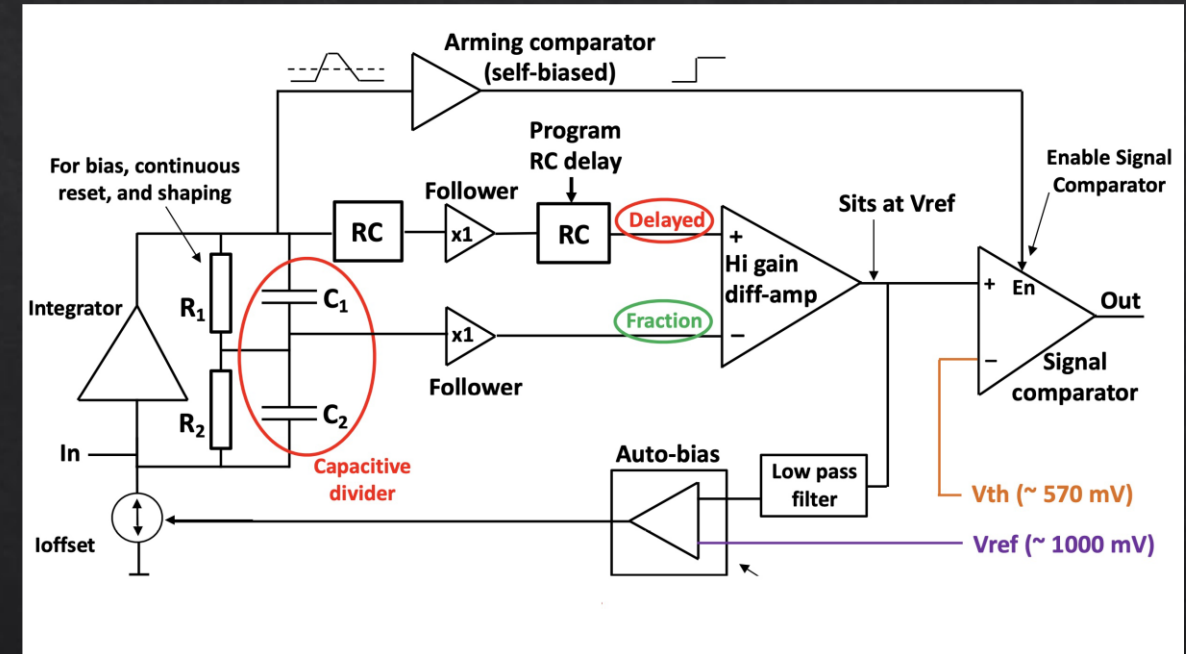 Arming comparator
(self-biased)
Program
RC delay
For bias, continuous
reset, and shaping
Enable Signal
Comparator
Follower
Sits at Vref
RC
x1
RC
Delayed
+
Hi gain
diff-amp
−
Integrator
R1
C1
+
En
Out
Fraction
x1
−
Signal
comparator
Follower
R2
C2
In
Capacitive
divider
Auto-bias
Low pass
filter
Vth (~ 570 mV)
Ioffset
Vref (~ 1000 mV)